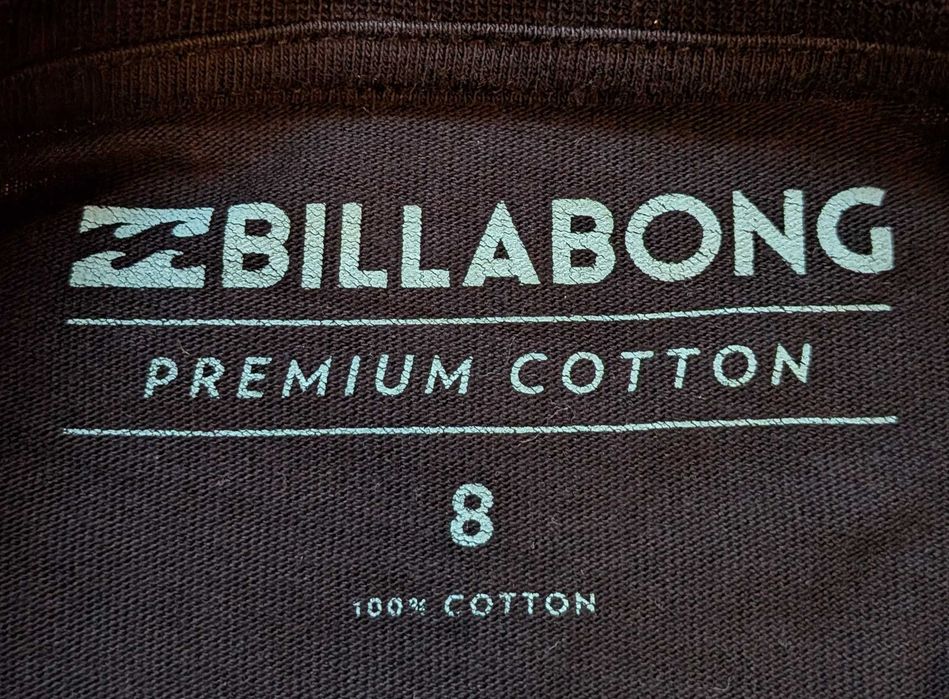 BILLABONG
PREMIUM COTTON
8
100% COTTON